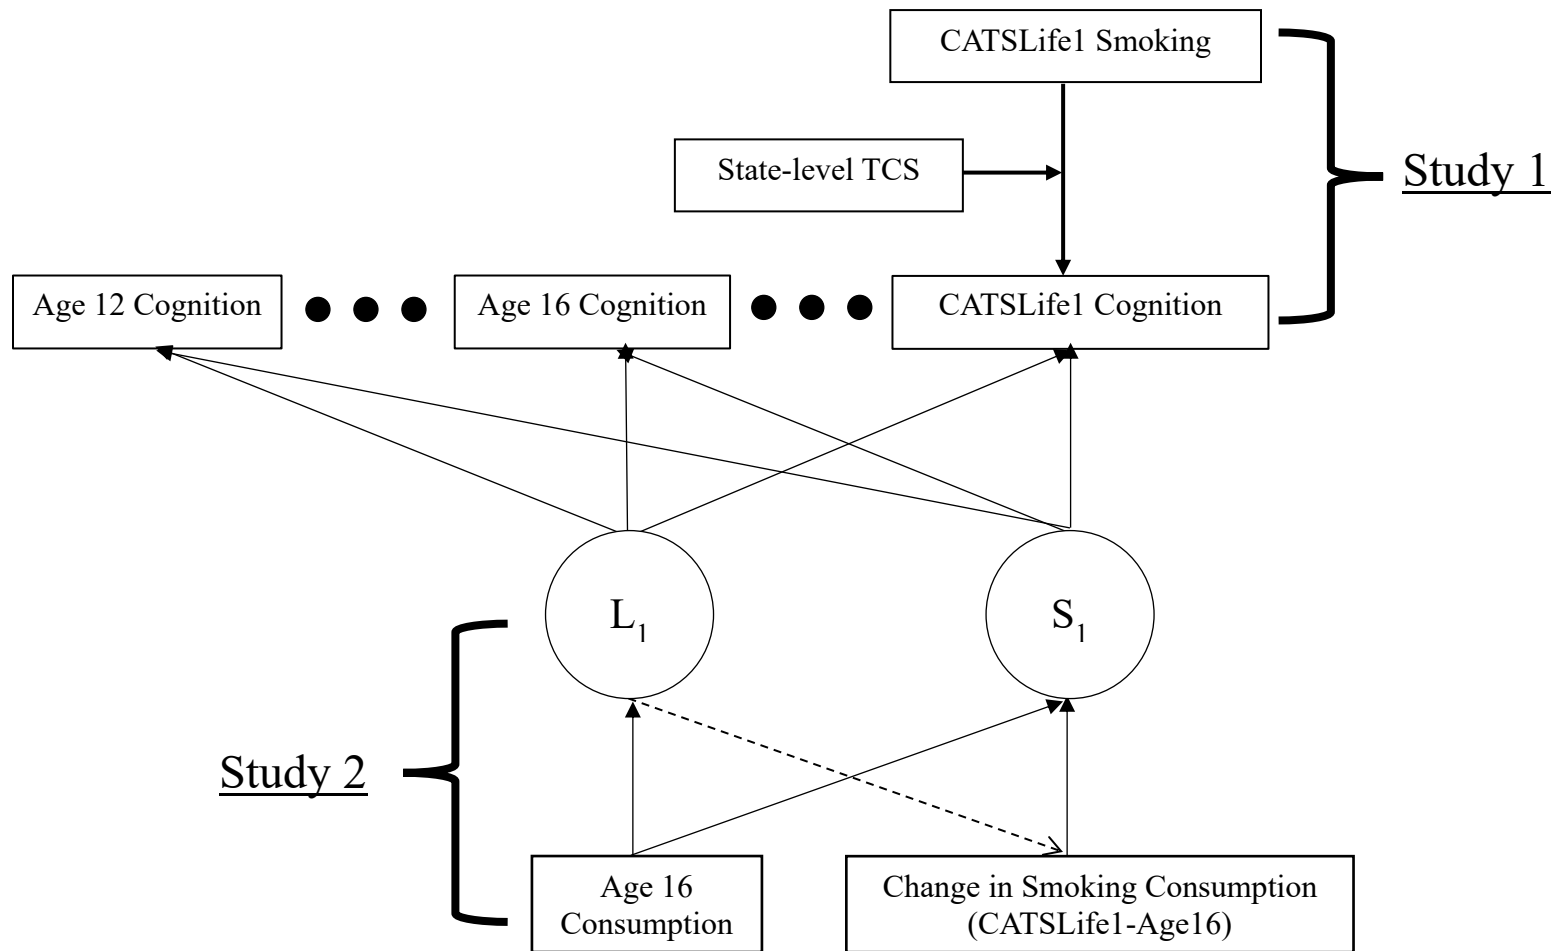 CATSLife1 Smoking
State-level TCS
Study 1
Age 12 Cognition
Age 16 Cognition
CATSLife1 Cognition
L1
S1
Study 2
Age 16
Consumption
Change in Smoking Consumption
(CATSLife1-Age16)